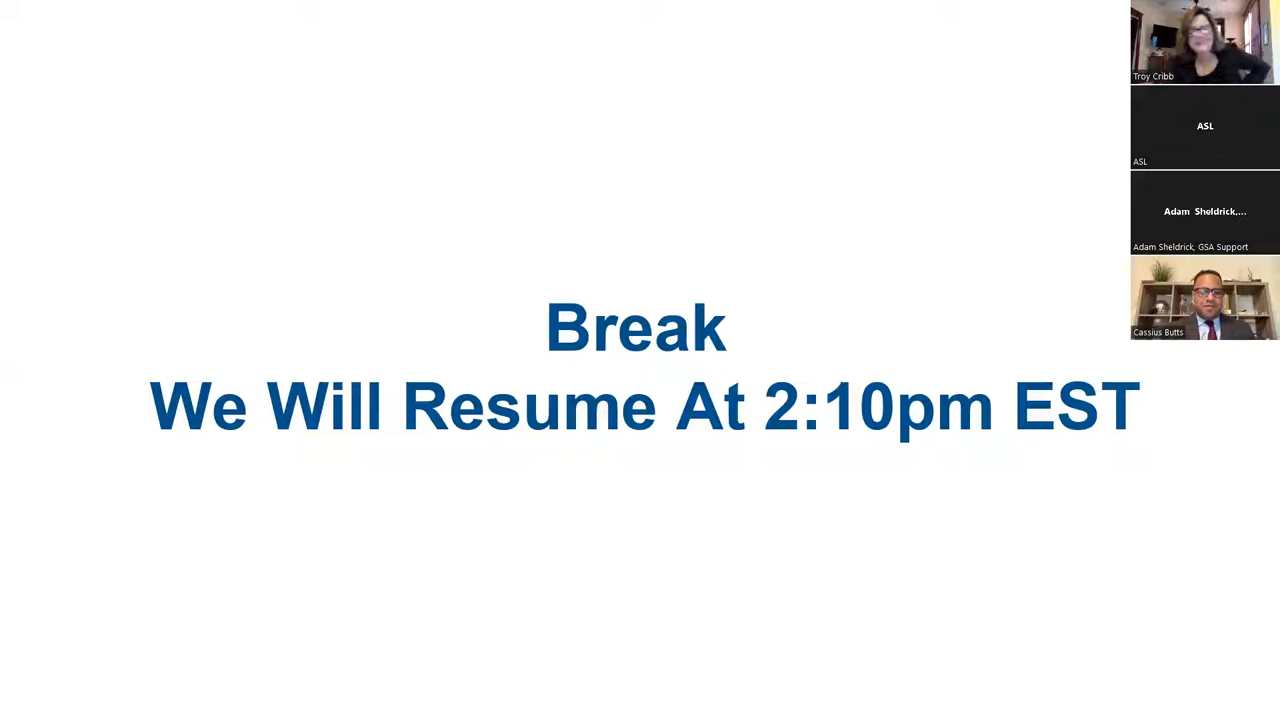 Break
We Will Resume At 2:10pm EST
Troy Cribb
ASL
ASL
Adam Sheldrick,...
Adam Sheldrick, GSA Support
Cassius Butts